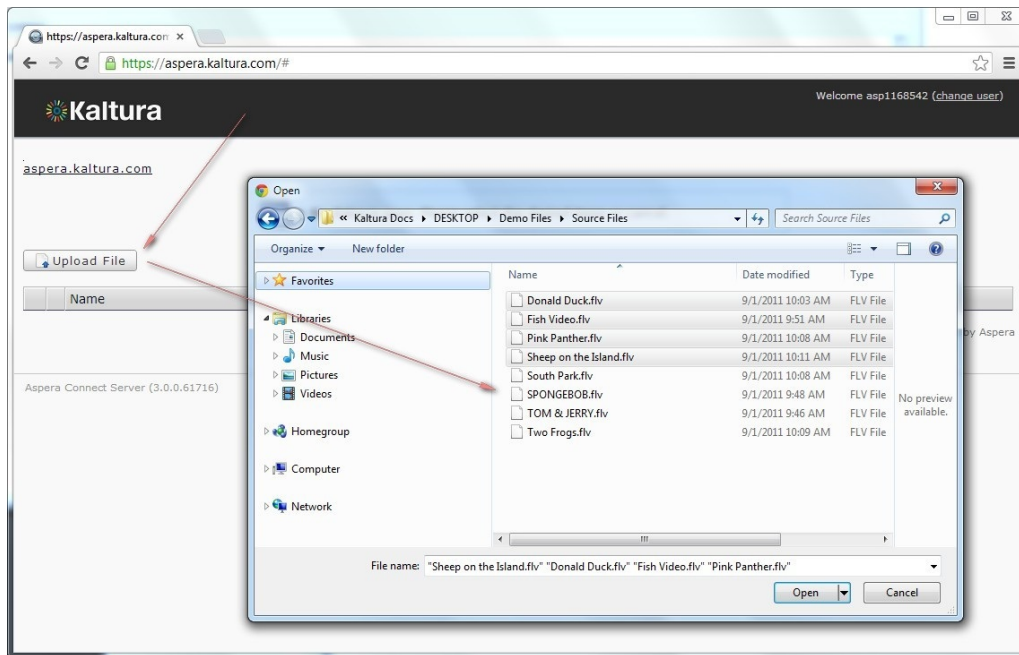 https://aspera.kaltura.com
https://aspera.kaltura.com/#
Kaltura
Welcome asp1168542 (change user)
aspera.kaltura.com
Upload File
Name
by Aspera
Aspera Connect Server (3.0.0.61716)
Open
« Kaltura Docs DESKTOP Demo Files Source Files
Search Source Files
Organize New folder
Favorites
Libraries
Documents
Music
Pictures
Videos
Homegroup
Computer
Network
Name Date modified Type
Donald Duck.flv 9/1/2011 10:03 AM FLV File
Fish Video.flv 9/1/2011 9:51 AM FLV File
Pink Panther.flv 9/1/2011 10:08 AM FLV File
Sheep on the Island.flv 9/1/2011 10:11 AM FLV File
South Park.flv 9/1/2011 10:08 AM FLV File
SPONGEBOB.flv 9/1/2011 9:48 AM FLV File
TOM & JERRY.flv 9/1/2011 9:46 AM FLV File
Two Frogs.flv 9/1/2011 10:09 AM FLV File
No preview
available.
File name: "Sheep on the Island.flv" "Donald Duck.flv" "Fish Video.flv" "Pink Panther.flv"
Open Cancel